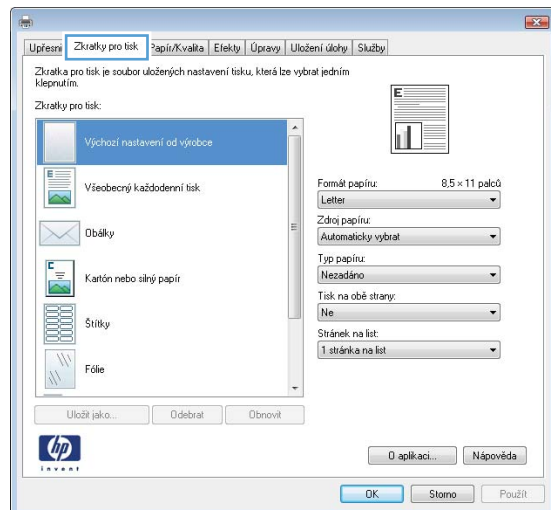 Upřesni
Zkratky pro tisk
Papír/Kvalita
Efekty
Úpravy
Uložení úlohy
Služby
Zkratka pro tisk je soubor uložených nastavení tisku, která lze vybrat jedním
klepnutím.
Zkratky pro tisk:
Výchozí nastavení od výrobce
Všeobecný každodenní tisk
Obálky
Kartón nebo silný papír
Štítky
Fólie
Uložit jako...
Odebrat
Obnovit
E
Formát papíru:
8,5 × 11 palců
Letter
Zdroj papíru:
Automaticky vybrat
Typ papíru:
Nezadáno
Tisk na obě strany:
Ne
Stránek na list:
1 stránka na list
hp
invent
O aplikaci...
Nápověda
OK
Storno
Použít